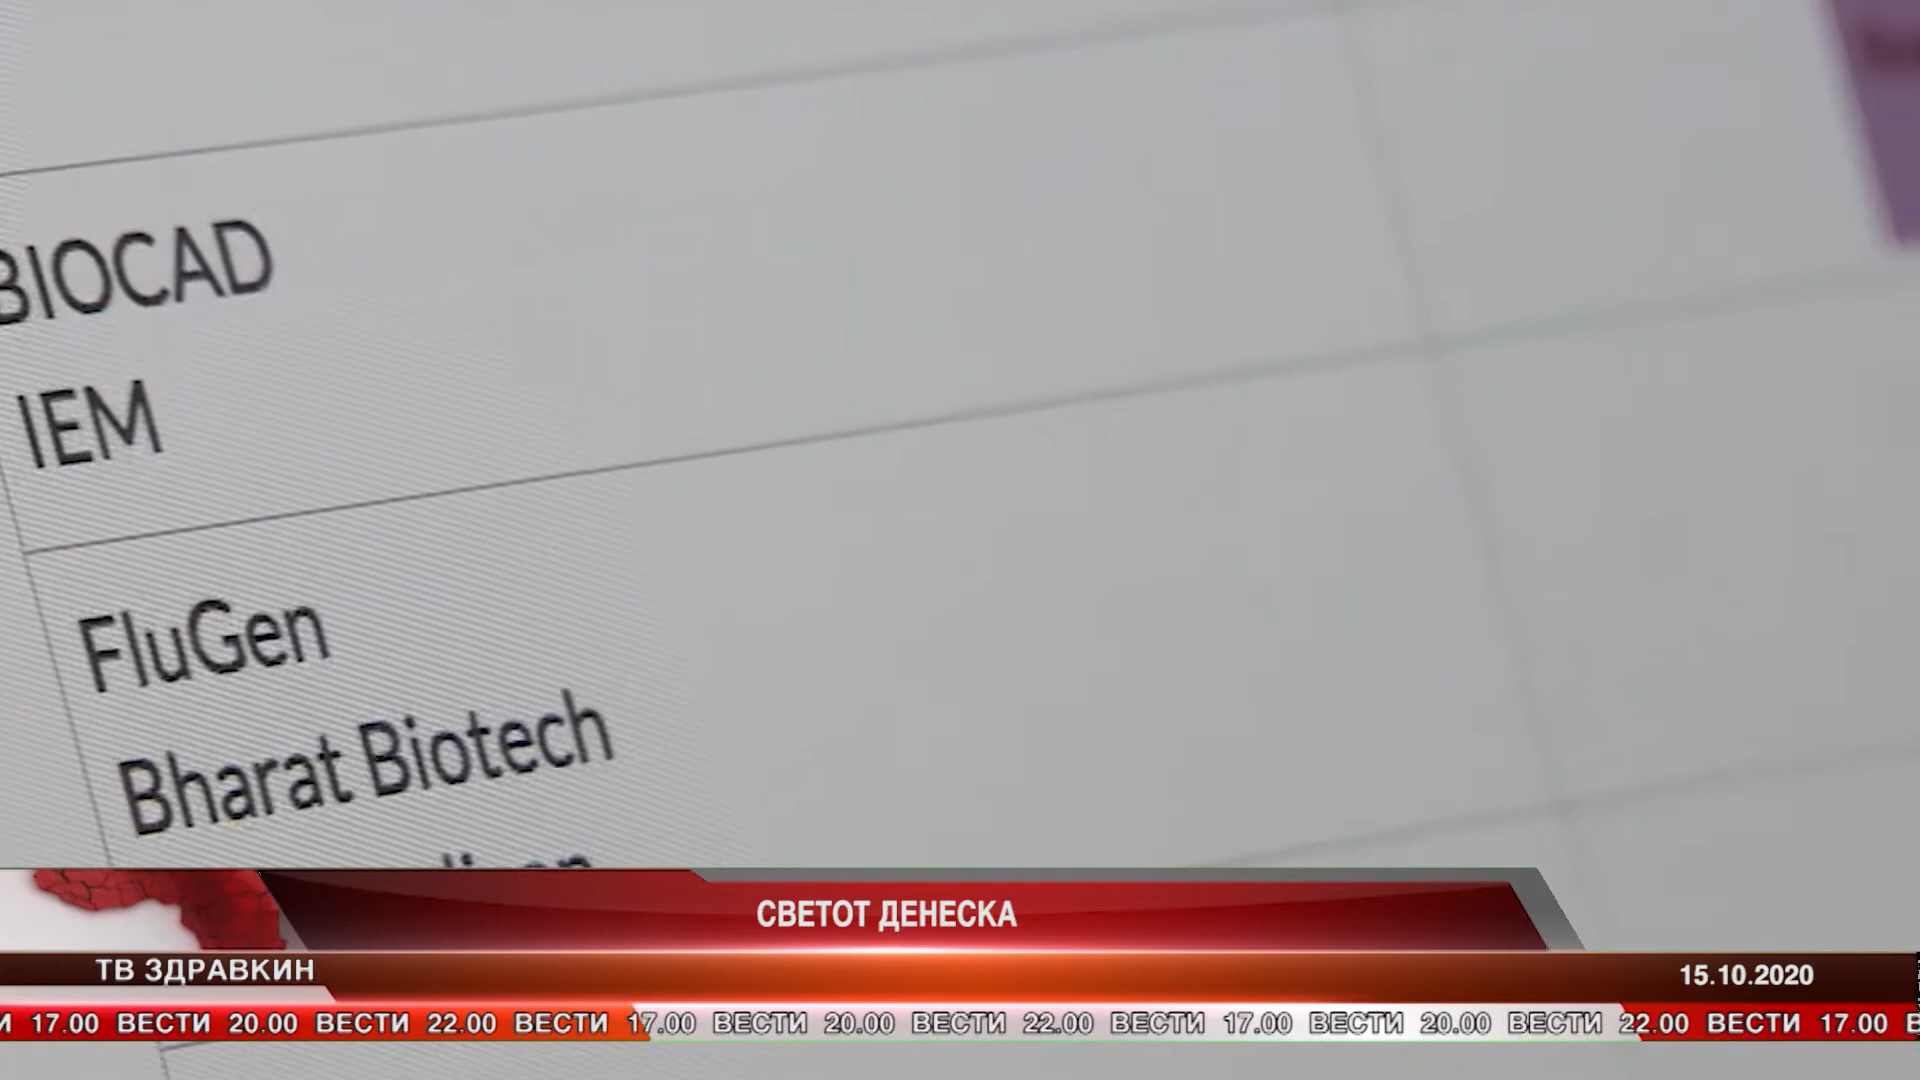 BIOCAD
IEM
FluGen
Bharat Biotech
СВЕТОТ ДЕНЕСКА
ТВ ЗДРАВКИН
15.10.2020
17.00 ВЕСТИ 20.00 ВЕСТИ 22.00 ВЕСТИ 17.00 ВЕСТИ 20.00 ВЕСТИ 22.00 ВЕСТИ 17.00 ВЕСТИ 20.00 ВЕСТИ 22.00 ВЕСТИ 17.00